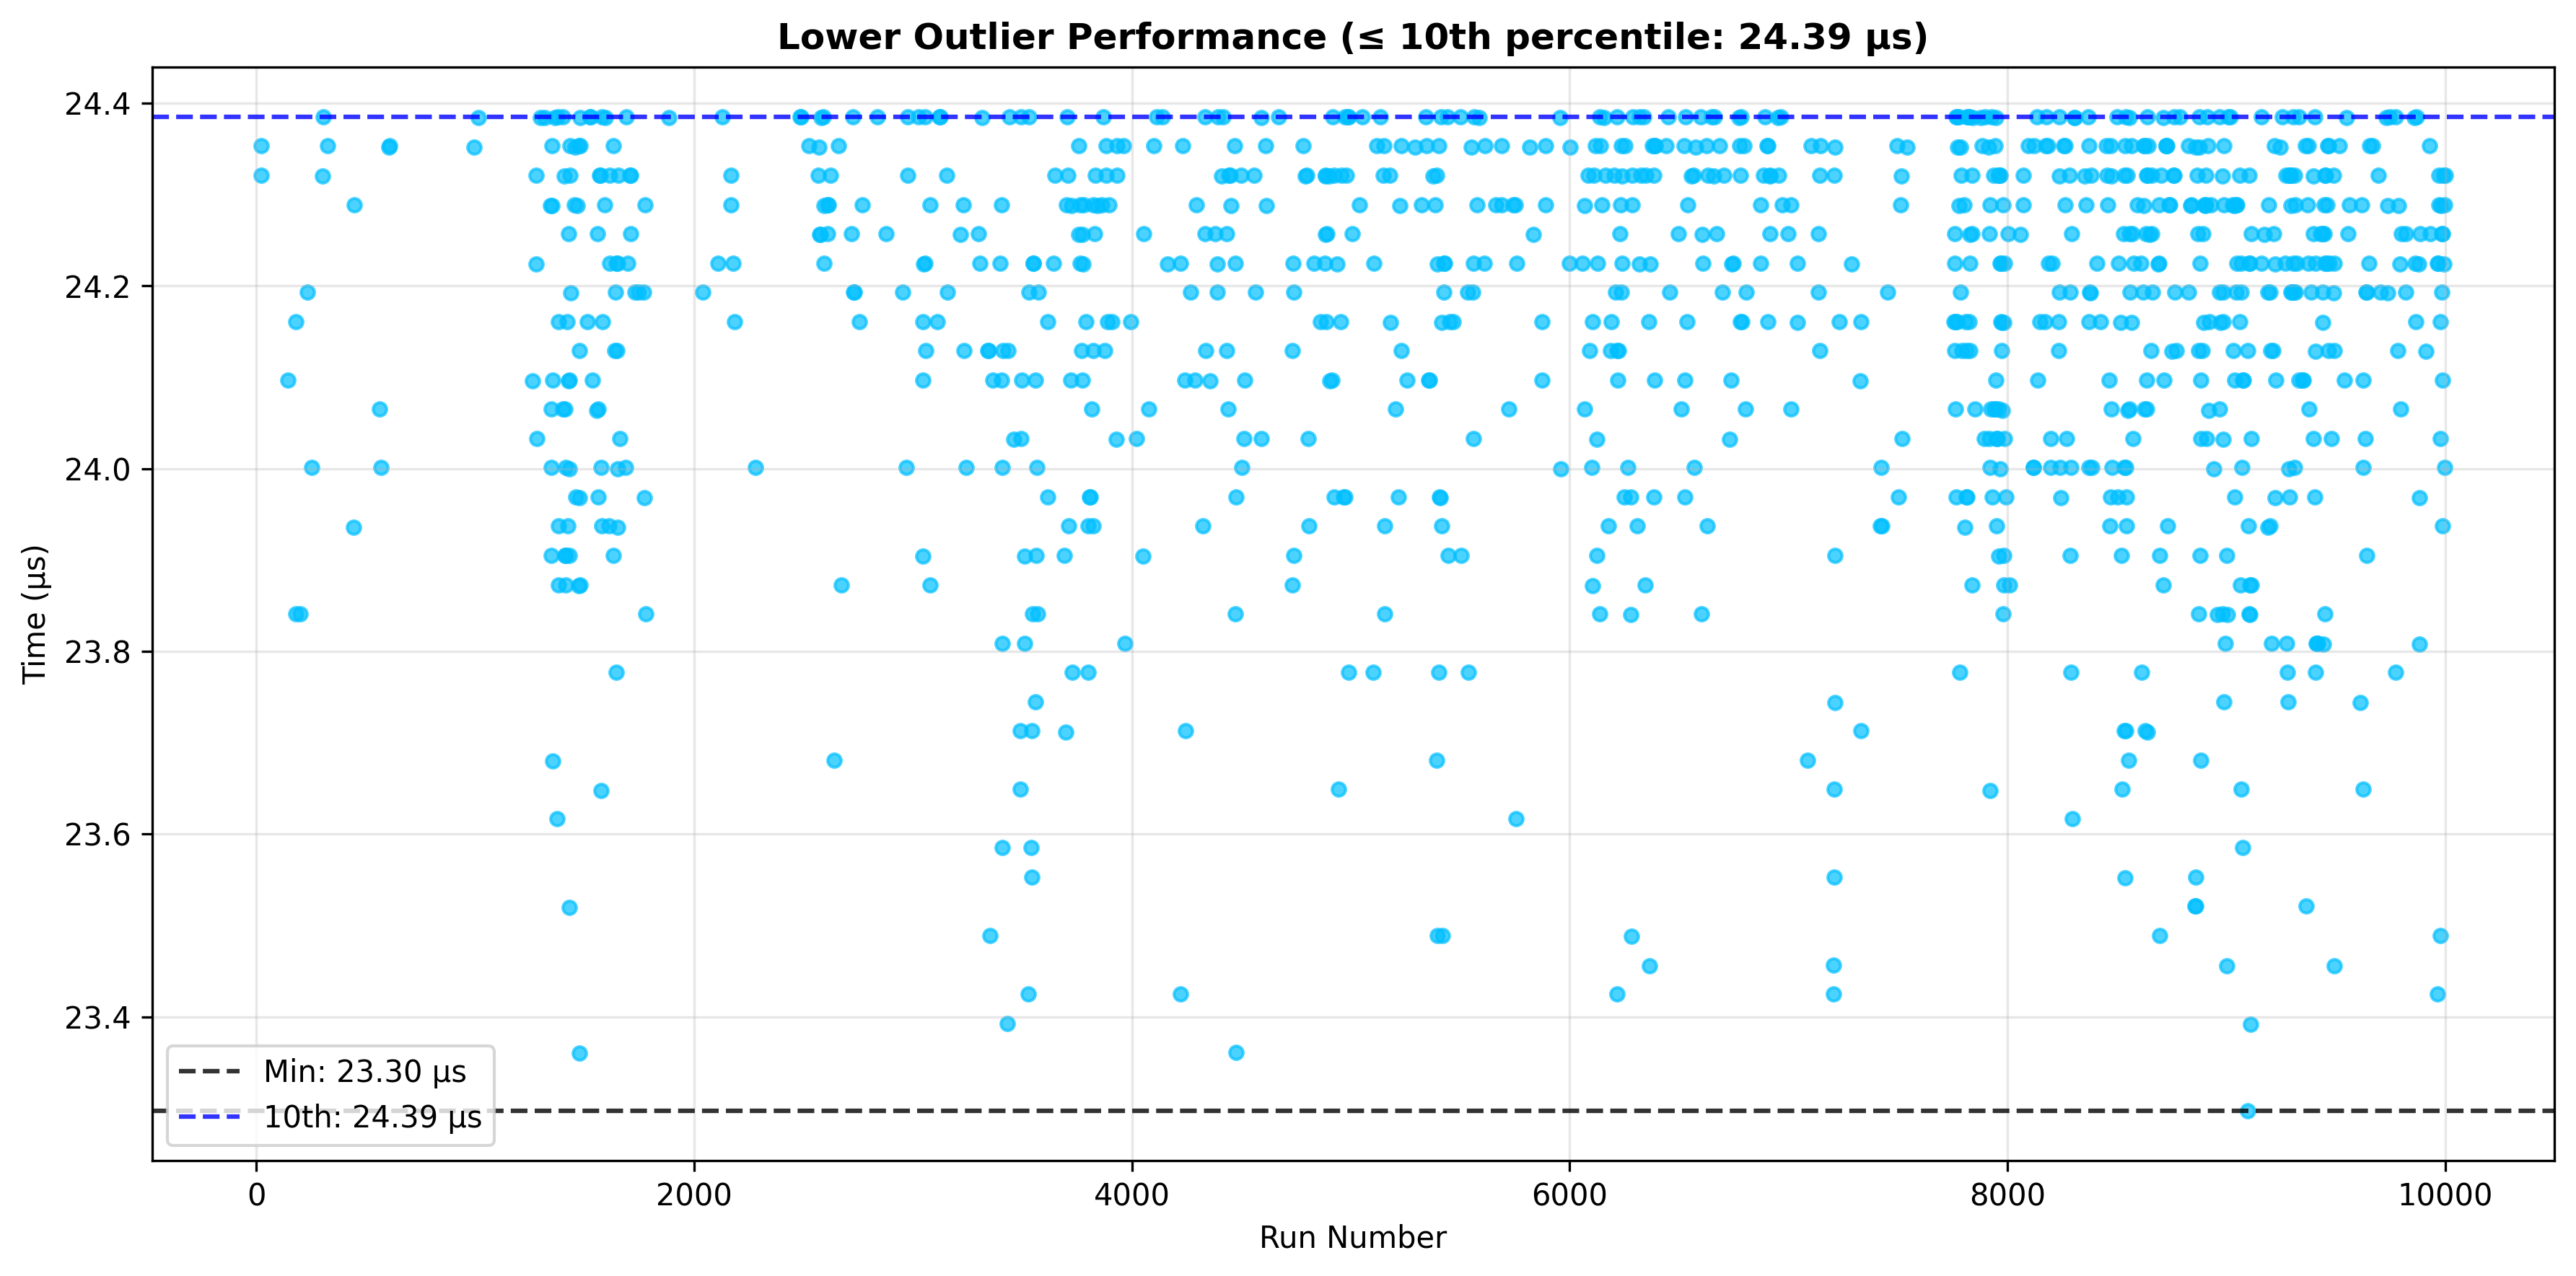 Lower Outlier Performance (≤ 10th percentile: 24.39 μs)
24.4
24.2
24.0
23.8
23.6
23.4
Time (μs)
Min: 23.30 μs
10th: 24.39 μs
0 2000 4000 6000 8000 10000
Run Number